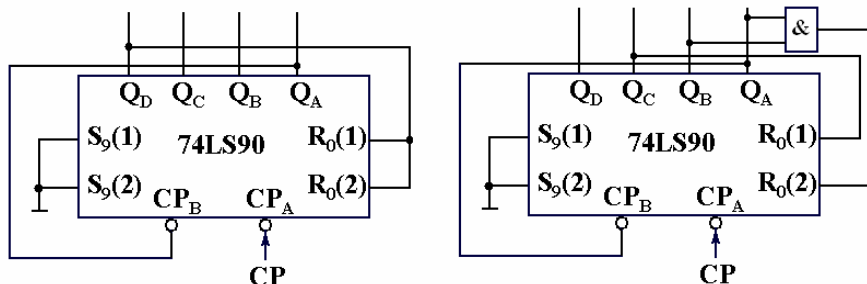 &
Q_D Q_C Q_B Q_A
S_9(1) 74LS90 R_0(1)
S_9(2) R_0(2)
CP_B CP_A
CP
Q_D Q_C Q_B Q_A
S_9(1) 74LS90 R_0(1)
S_9(2) R_0(2)
CP_B CP_A
CP